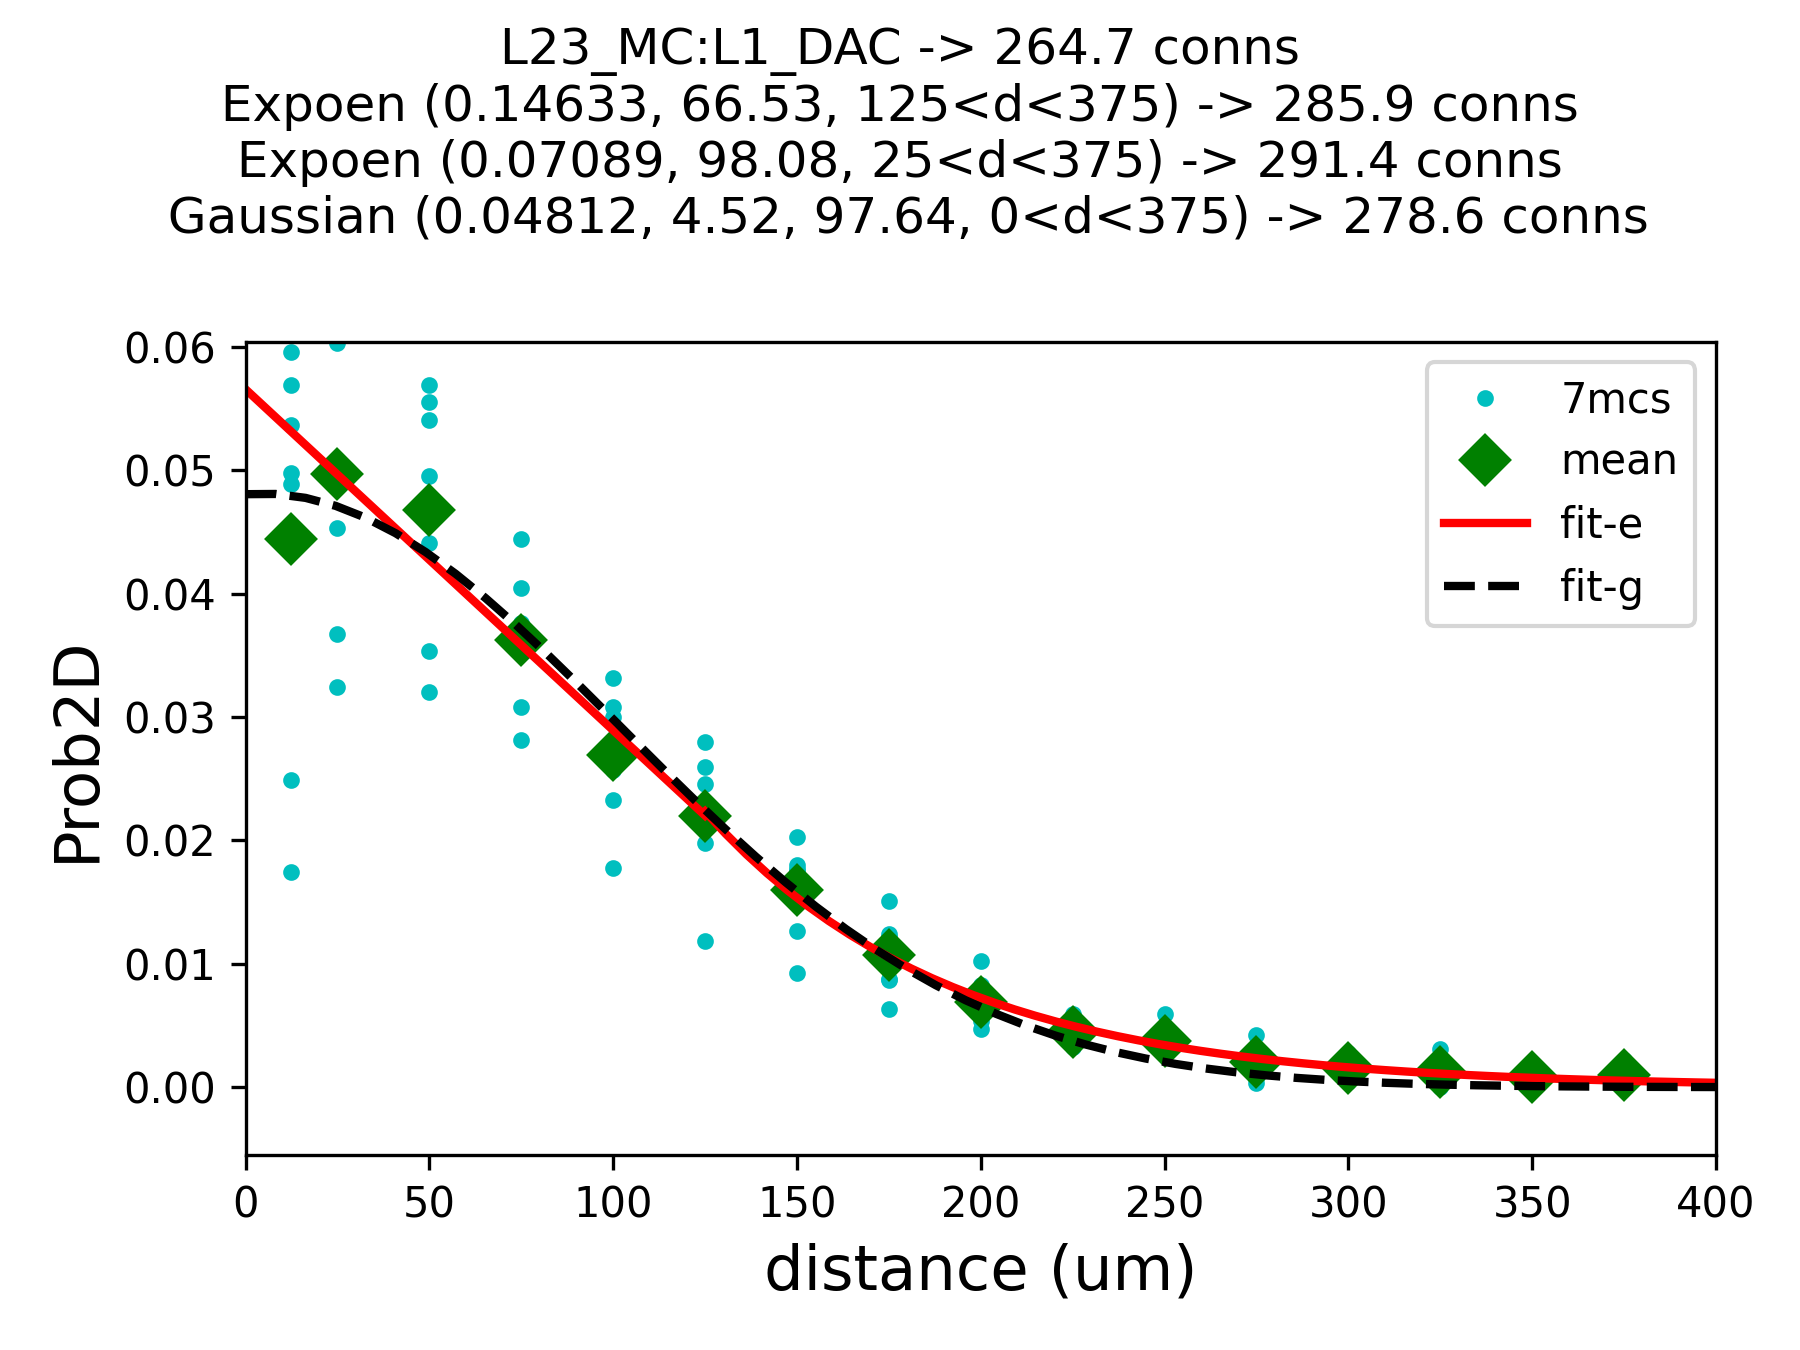 L23_MC:L1_DAC -> 264.7 conns
Expoen (0.14633, 66.53, 125<d<375) -> 285.9 conns
Expoen (0.07089, 98.08, 25<d<375) -> 291.4 conns
Gaussian (0.04812, 4.52, 97.64, 0<d<375) -> 278.6 conns
0.06
0.05
0.04
0.03
0.02
0.01
0.00
Prob2D
7mcs
mean
fit-e
fit-g
0 50 100 150 200 250 300 350 400
distance (um)